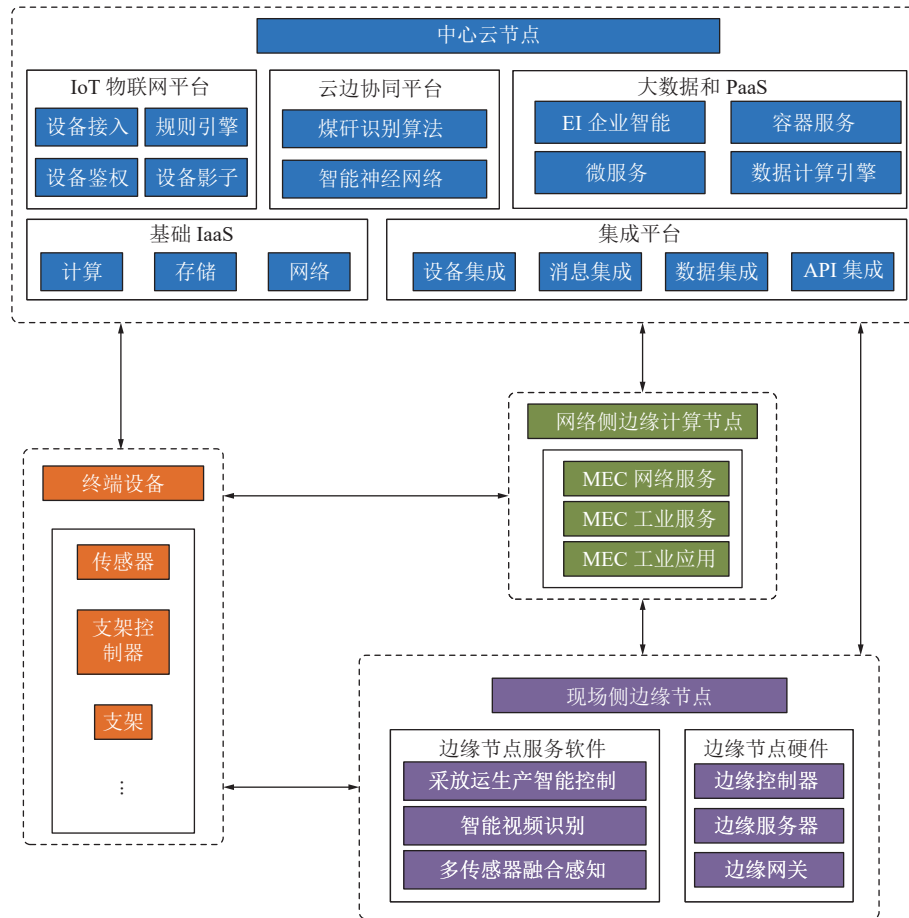 中心云节点
IoT 物联网平台
设备接入
规则引擎
设备鉴权
设备影子
云边协同平台
煤矸识别算法
智能神经网络
大数据和 PaaS
EI 企业智能
容器服务
微服务
数据计算引擎
基础 IaaS
计算
存储
网络
集成平台
设备集成
消息集成
数据集成
API 集成
网络侧边缘计算节点
MEC 网络服务
MEC 工业服务
MEC 工业应用
终端设备
传感器
支架控
制器
支架
⋮
现场侧边缘节点
边缘节点服务软件
采放运生产智能控制
智能视频识别
多传感器融合感知
边缘节点硬件
边缘控制器
边缘服务器
边缘网关